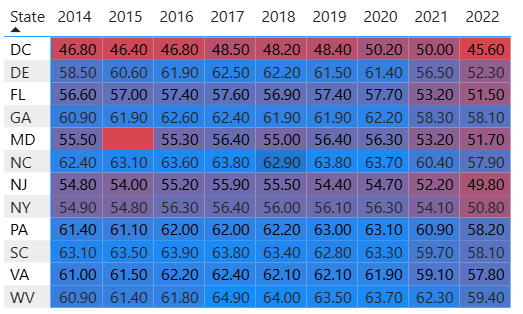 State 2014 2015 2016 2017 2018 2019 2020 2021 2022
DC 46.80 46.40 46.80 48.50 48.20 48.40 50.20 50.00 45.60
DE 58.50 60.60 61.90 62.50 62.20 61.50 61.40 56.50 52.30
FL 56.60 57.00 57.40 57.60 56.90 57.40 57.70 53.20 51.50
GA 60.90 61.90 62.60 62.40 61.90 61.90 62.20 58.30 58.10
MD 55.50 55.30 56.40 55.00 56.40 56.30 53.20 51.70
NC 62.40 63.10 63.60 63.80 62.90 63.80 63.70 60.40 57.90
NJ 54.80 54.00 55.20 55.90 55.50 54.40 54.70 52.20 49.80
NY 54.90 54.80 56.30 56.40 56.00 56.10 56.30 54.10 50.80
PA 61.40 61.10 62.00 62.00 62.20 63.00 63.10 60.90 58.20
SC 63.10 63.50 63.90 63.80 63.40 62.80 63.30 59.70 58.10
VA 61.00 61.50 62.20 62.40 62.10 62.10 61.90 59.10 57.80
WV 60.90 61.40 61.80 64.90 64.00 63.50 63.70 62.30 59.40